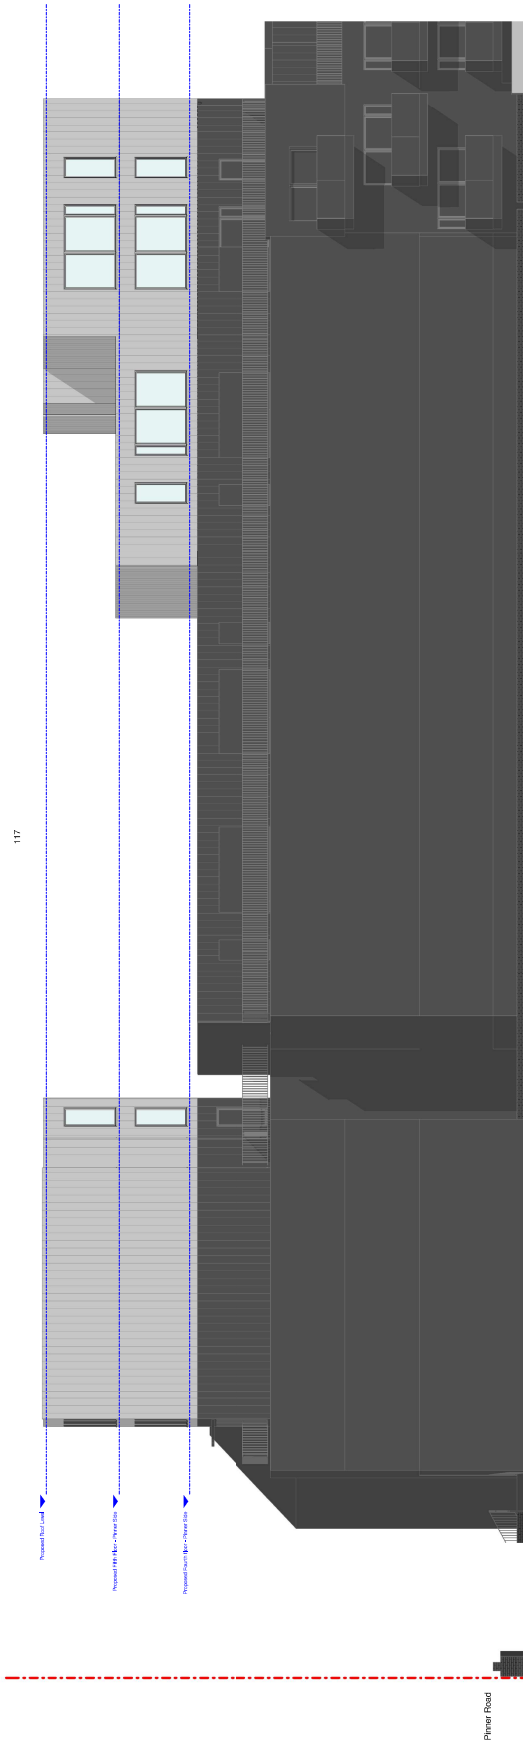 117
Proposed Roof Level
Proposed Fifth Floor - Pinner Side
Proposed Fourth Floor - Pinner Side
Pinner Road